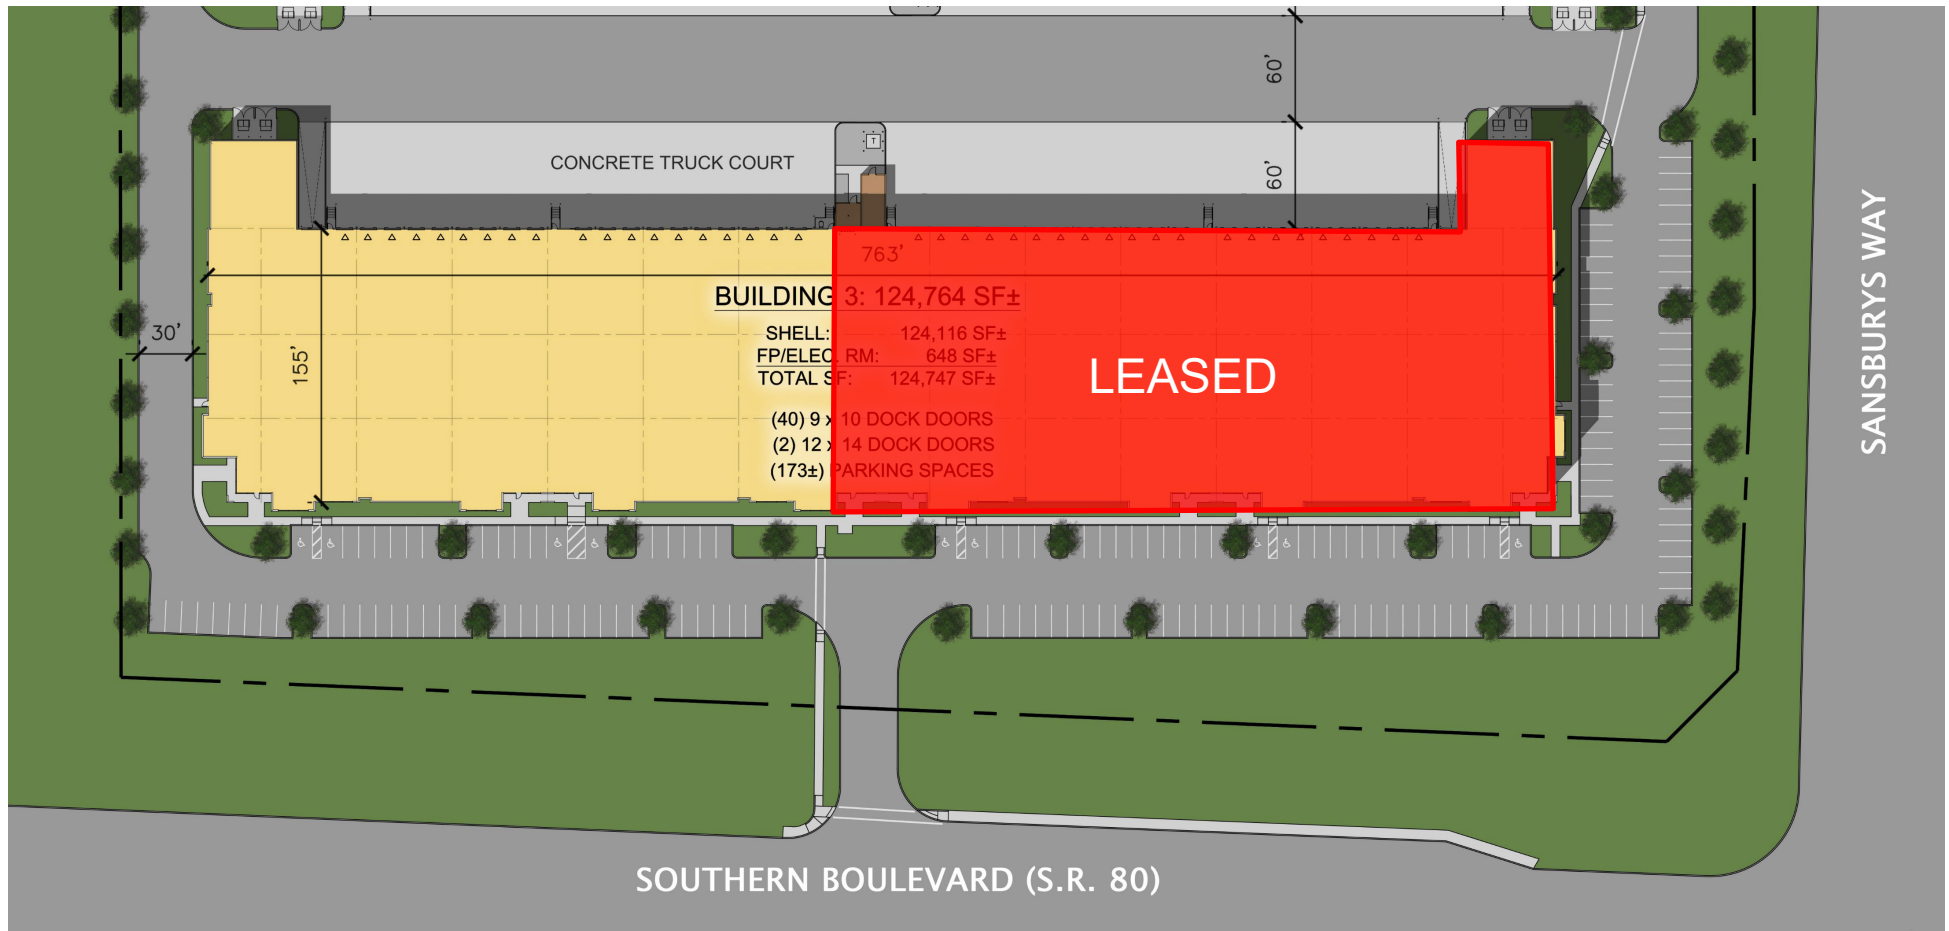 60'
CONCRETE TRUCK COURT
60'
763'
BUILDING 3: 124,764 SF±
SHELL: 124,116 SF±
FP/ELEC. RM: 648 SF±
TOTAL SF: 124,747 SF±
(40) 9 x 10 DOCK DOORS
(2) 12 x 14 DOCK DOORS
(173±) PARKING SPACES
30'
155'
LEASED
T
SANSBURYS WAY
SOUTHERN BOULEVARD (S.R. 80)